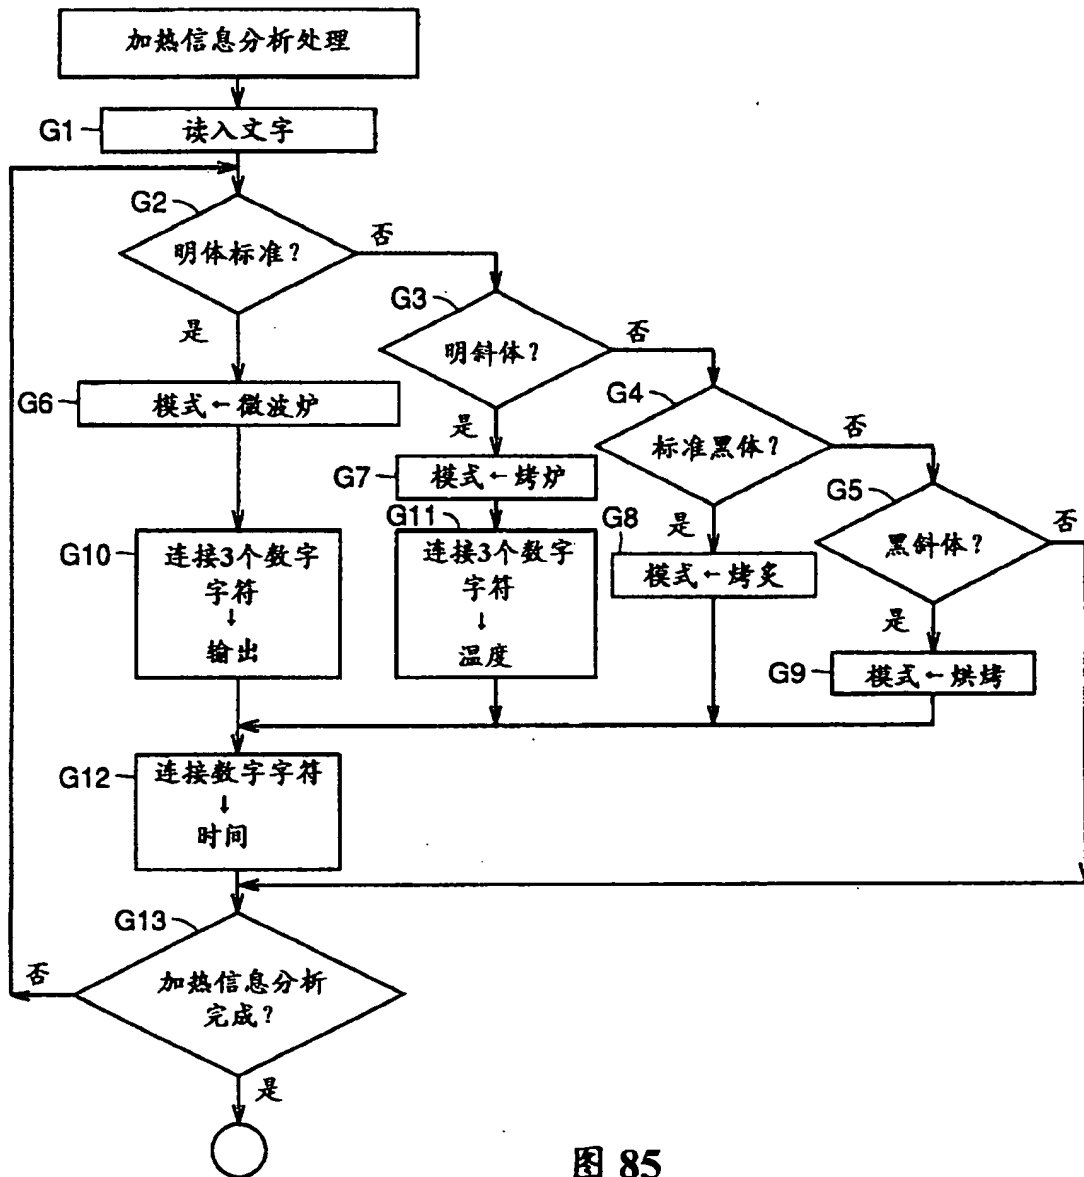 加热信息分析处理
G1
读入文字
G2
明体标准?
否
是
G3
明斜体?
否
是
G4
标准黑体?
否
是
G5
黑斜体?
否
是
G6
模式←微波炉
G7
模式←烤炉
G8
模式←烤炙
G9
模式←烘烤
G10
连接3个数字
字符
↓
输出
G11
连接3个数字
字符
↓
温度
G12
连接数字字符
↓
时间
G13
加热信息分析
完成?
否
是
图 85